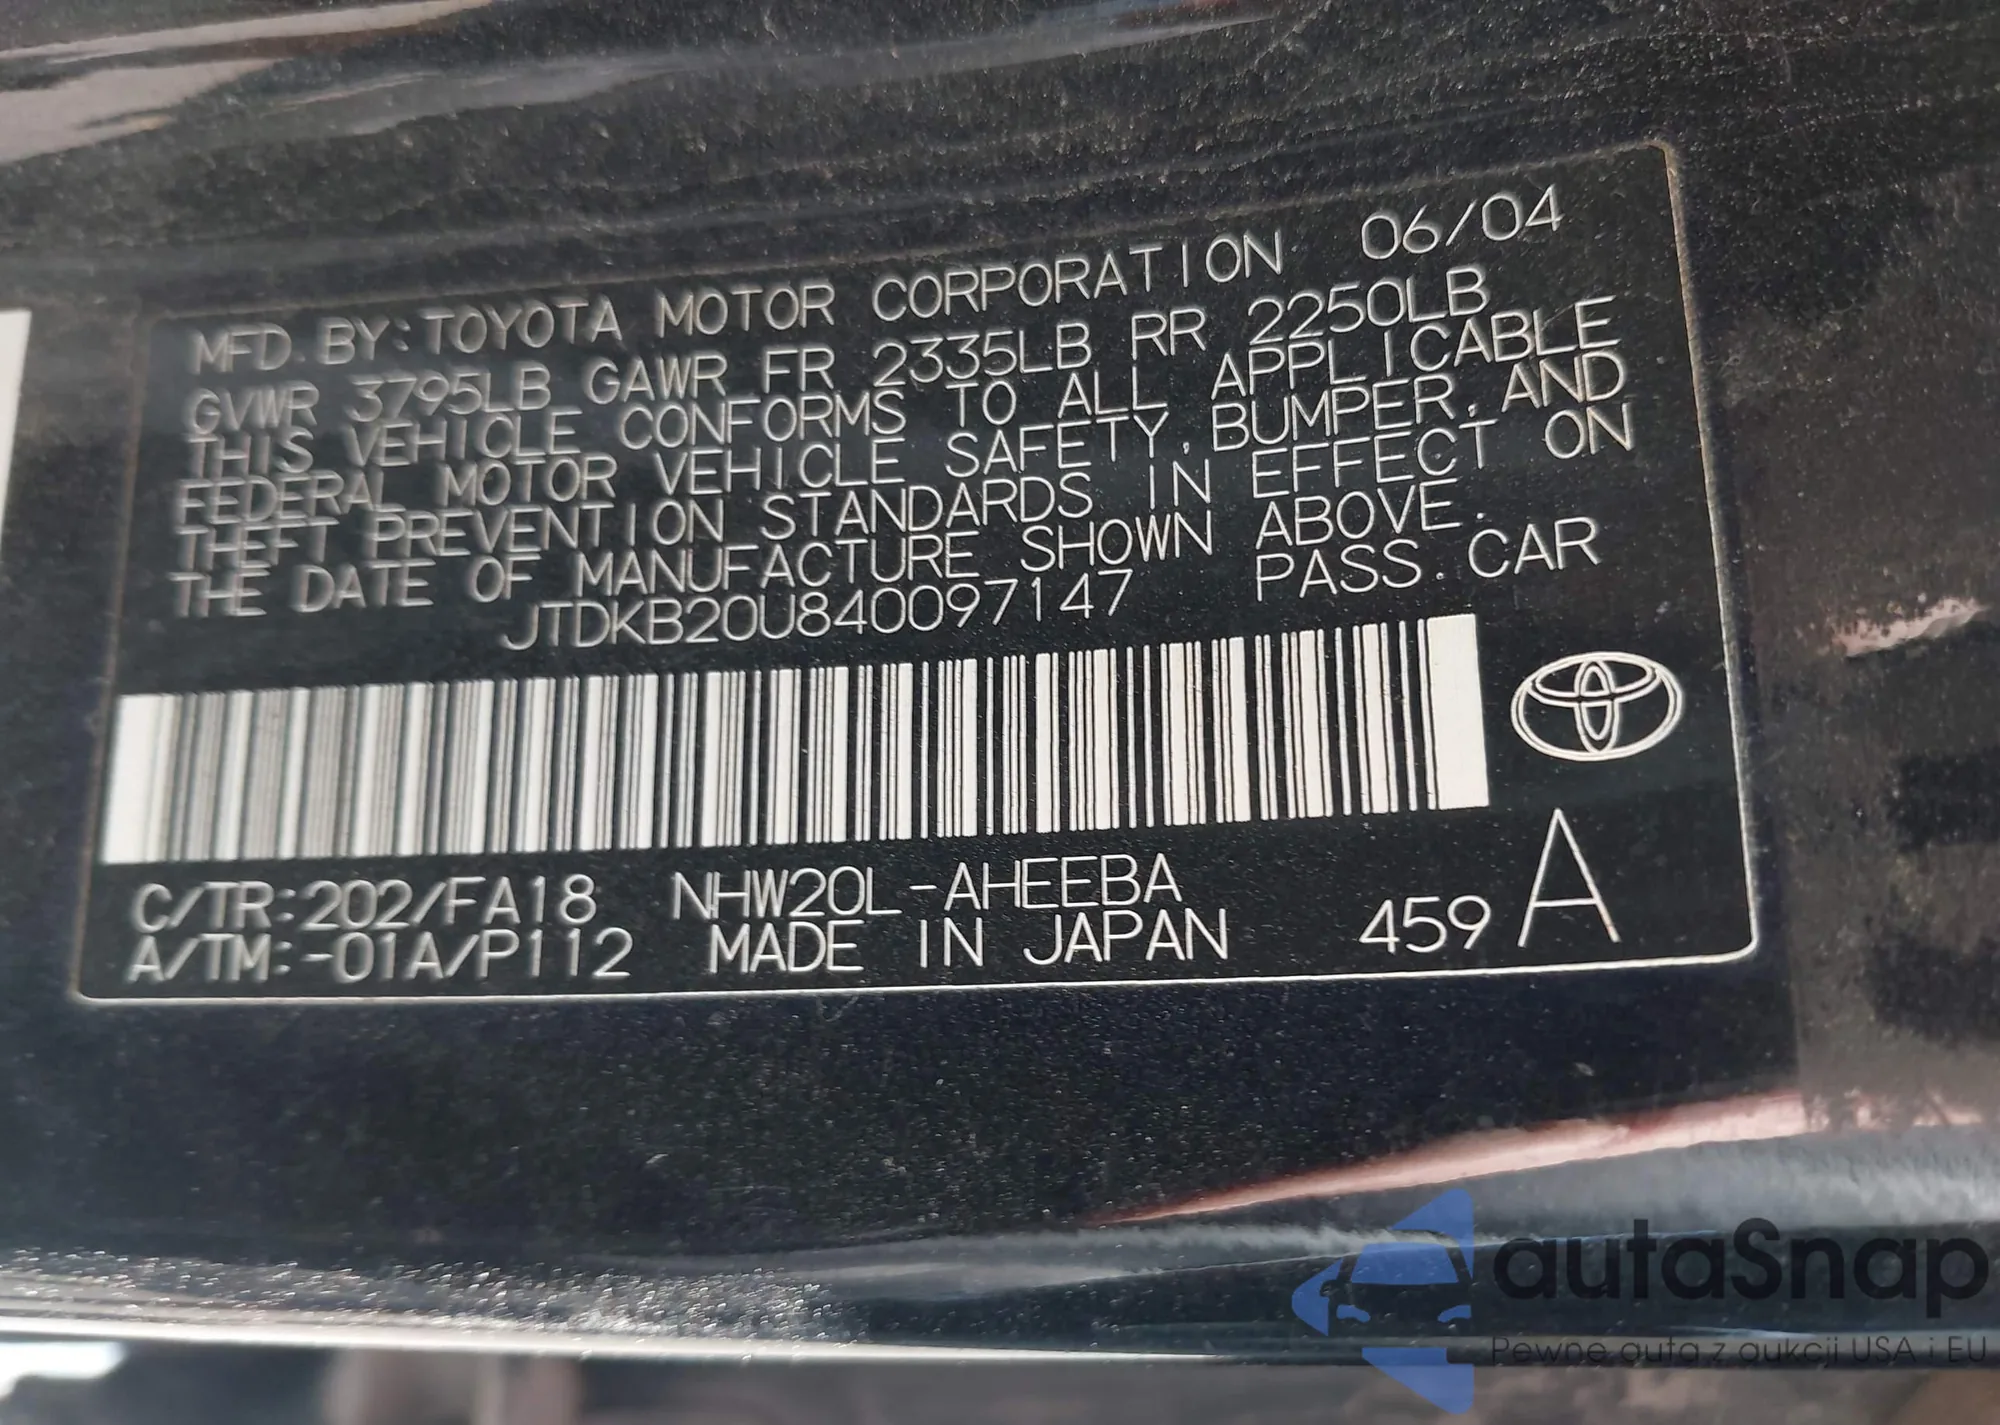 MFD. BY: TOYOTA MOTOR CORPORATION 06/04
GVWR 3795LB GAWR FR 2335LB RR 2250LB
THIS VEHICLE CONFORMS TO ALL APPLICABLE
FEDERAL MOTOR VEHICLE SAFETY, BUMPER, AND
THEFT PREVENTION STANDARDS IN EFFECT ON
THE DATE OF MANUFACTURE SHOWN ABOVE.
JTDKB20U840097147 PASS. CAR
C/TR:202/FA18 NHW20L-AHEEBA
A/TM:-01A/P112 MADE IN JAPAN 459 A
autaSnap
Pewne auta z aukcji USA i EU